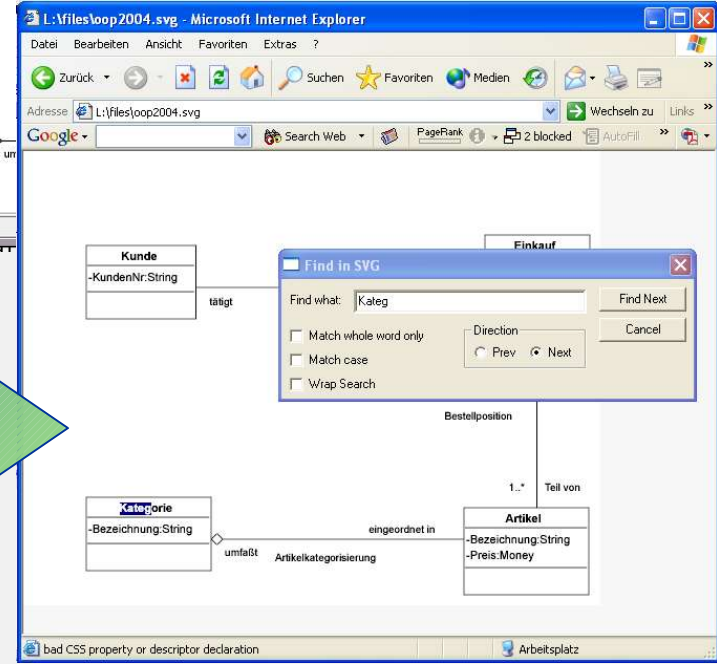 L:\files\oop2004.svg - Microsoft Internet Explorer
Datei Bearbeiten Ansicht Favoriten Extras ?
Zurück Suchen Favoriten Medien »
Adresse L:\files\oop2004.svg Wechseln zu Links »
Google Search Web PageRank 2 blocked AutoFill »
um
Kunde
-KundenNr:String
tätigt
Einkauf
Find in SVG
Find what: Kateg Find Next
Match whole word only Direction Cancel
Match case Prev Next
Wrap Search
Bestellposition
1..* Teil von
Kategorie
-Bezeichnung:String
umfaßt
Artikelkategorisierung
eingeordnet in
Artikel
-Bezeichnung:String
-Preis:Money
bad CSS property or descriptor declaration Arbeitsplatz